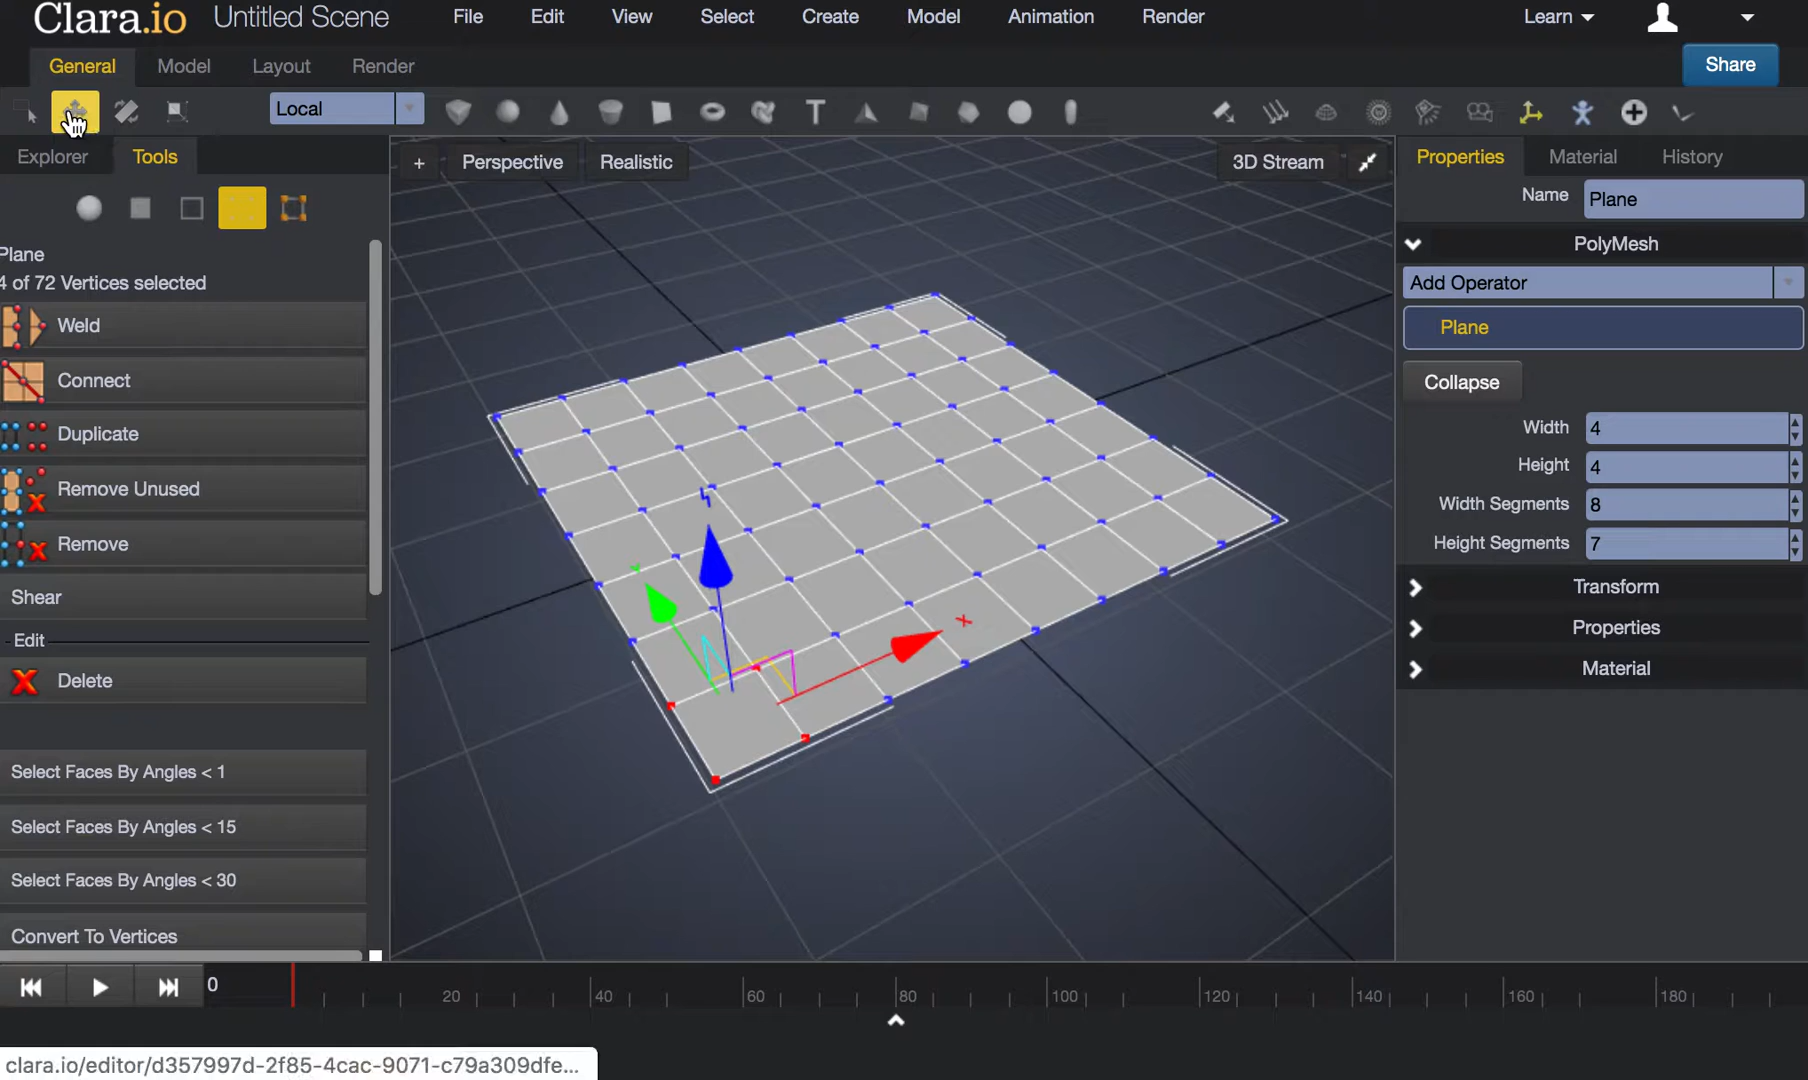 Clara.io Untitled Scene File Edit View Select Create Model Animation Render Learn
General Model Layout Render Share
Local
Explorer Tools + Perspective Realistic 3D Stream Properties Material History
Name Plane
Plane
4 of 72 Vertices selected
Weld
Connect
Duplicate
Remove Unused
Remove
Shear
Edit
Delete
Select Faces By Angles < 1
Select Faces By Angles < 15
Select Faces By Angles < 30
Convert To Vertices
PolyMesh
Add Operator
Plane
Collapse
Width 4
Height 4
Width Segments 8
Height Segments 7
Transform
Properties
Material
0 20 40 60 80 100 120 140 160 180
clara.io/editor/d357997d-2f85-4cac-9071-c79a309dfe...